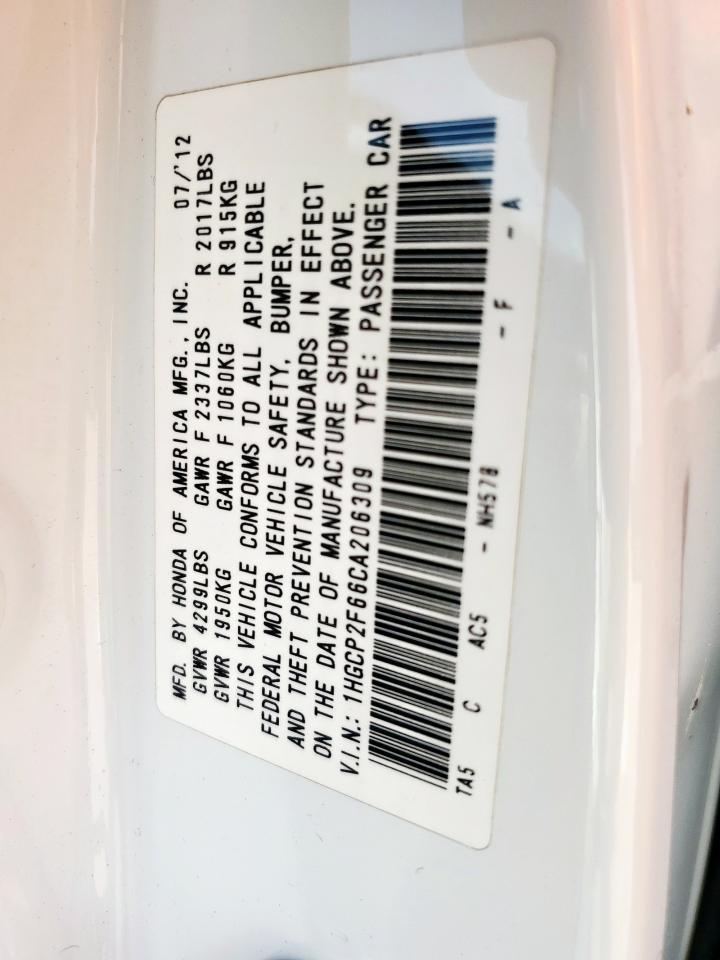 MFD. BY HONDA OF AMERICA MFG., INC. 07/'12
GVWR 4299LBS GAWR F 2337LBS R 2017LBS
GVWR 1950KG GAWR F 1060KG R 915KG
THIS VEHICLE CONFORMS TO ALL APPLICABLE
FEDERAL MOTOR VEHICLE SAFETY, BUMPER,
AND THEFT PREVENTION STANDARDS IN EFFECT
ON THE DATE OF MANUFACTURE SHOWN ABOVE.
V.I.N.: 1HGCP2F66CA206309 TYPE: PASSENGER CAR
TA5 C AC5 - NH578 - F - A